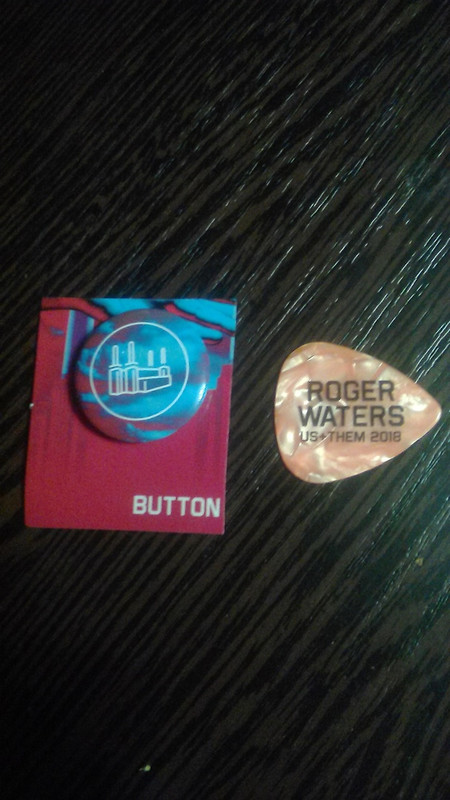 BUTTON
ROGER
WATERS
US+THEM 2018